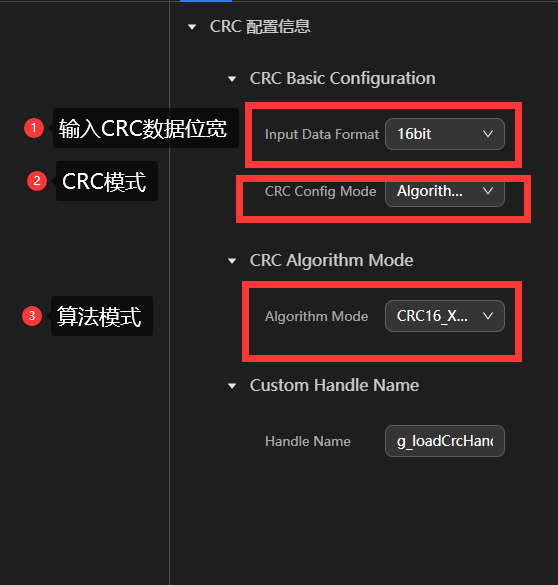 CRC 配置信息
CRC Basic Configuration
1 输入CRC数据位宽
Input Data Format 16bit
2 CRC模式
CRC Config Mode Algorith...
CRC Algorithm Mode
3 算法模式
Algorithm Mode CRC16_X...
Custom Handle Name
Handle Name g_loadCrcHand